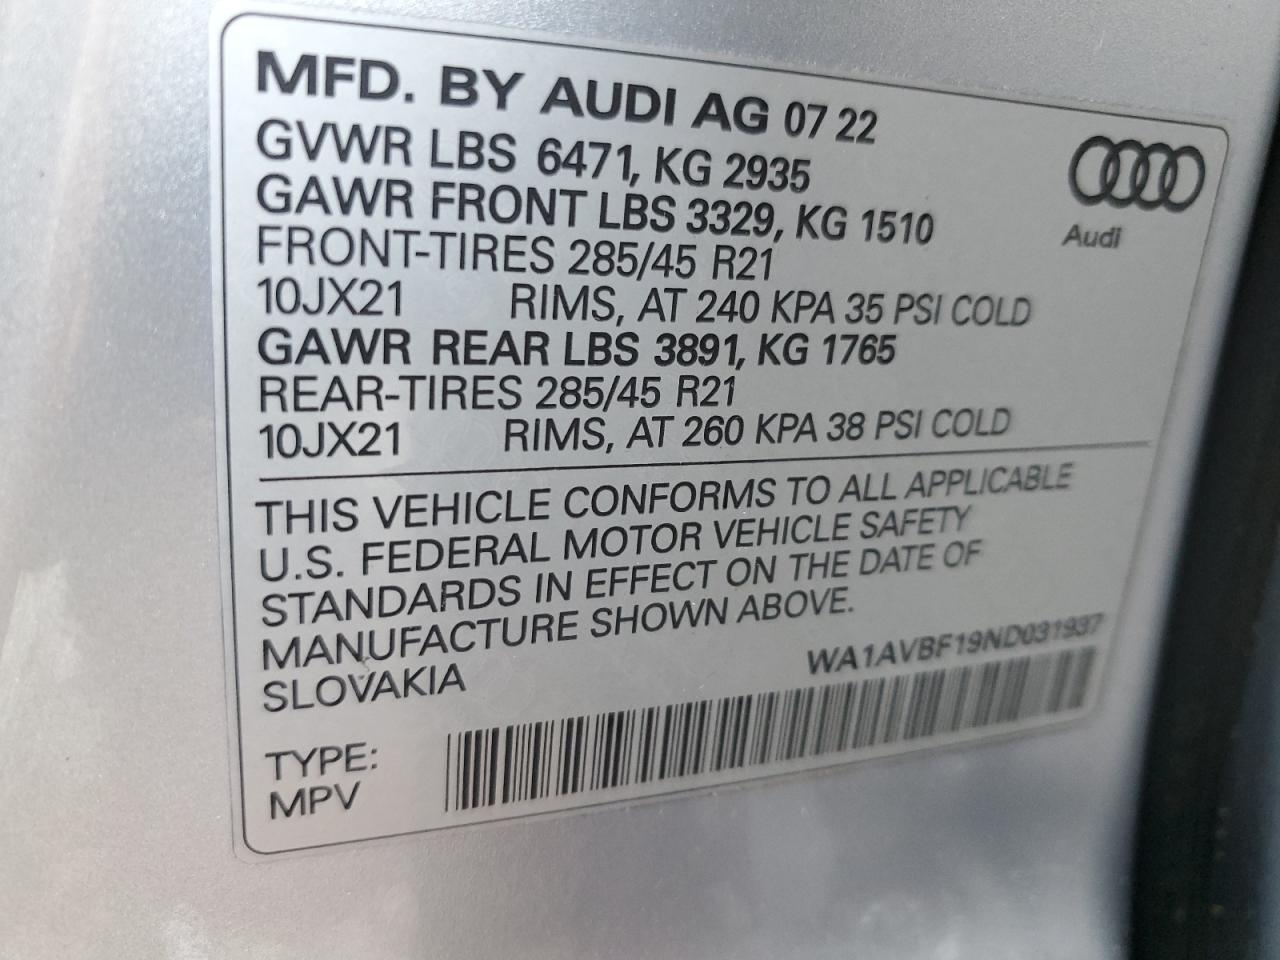 MFD. BY AUDI AG 07 22
GVWR LBS 6471, KG 2935
GAWR FRONT LBS 3329, KG 1510
FRONT-TIRES 285/45 R21
10JX21 RIMS, AT 240 KPA 35 PSI COLD
GAWR REAR LBS 3891, KG 1765
REAR-TIRES 285/45 R21
10JX21 RIMS, AT 260 KPA 38 PSI COLD
Audi
THIS VEHICLE CONFORMS TO ALL APPLICABLE
U.S. FEDERAL MOTOR VEHICLE SAFETY
STANDARDS IN EFFECT ON THE DATE OF
MANUFACTURE SHOWN ABOVE.
SLOVAKIA
WA1AVBF19ND031937
TYPE:
MPV